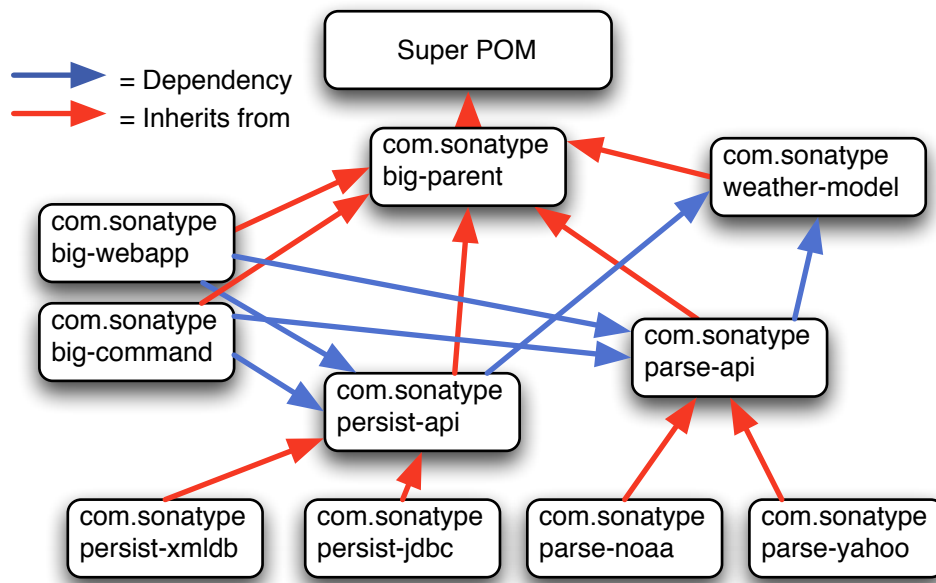 Super POM
= Dependency
= Inherits from
com.sonatype
big-parent
com.sonatype
weather-model
com.sonatype
big-webapp
com.sonatype
big-command
com.sonatype
parse-api
com.sonatype
persist-api
com.sonatype
persist-xmldb
com.sonatype
persist-jdbc
com.sonatype
parse-noaa
com.sonatype
parse-yahoo